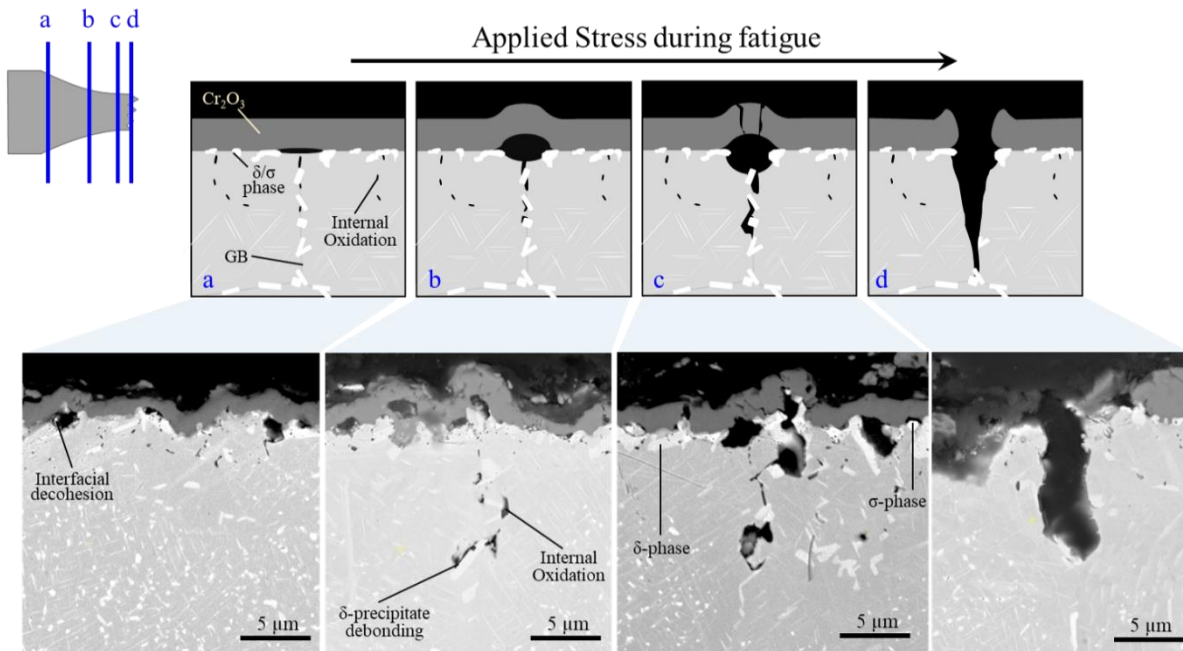 a b c d
Applied Stress during fatigue
Cr₂O₃
δ/σ
phase
Internal
Oxidation
GB
a
b
c
d
Interfacial
decohesion
5 μm
δ-precipitate
debonding
Internal
Oxidation
5 μm
δ-phase
σ-phase
5 μm
5 μm